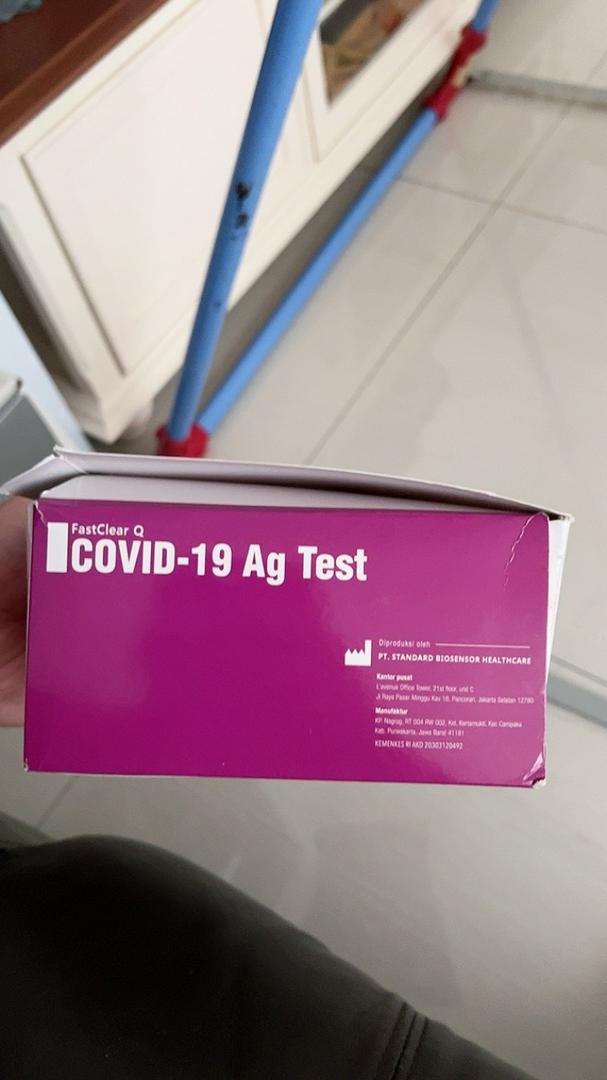 FastClear Q
COVID-19 Ag Test
Diproduksi oleh
PT. STANDARD BIOSENSOR HEALTHCARE
Kantor pusat
L'avenue Office Tower, 21st floor, unit C
Jl Raya Pasar Minggu Kav 16, Pancoran, Jakarta Selatan 12780
Manufaktur
KP. Nagrog, RT 004 RW 002, Kel. Kertamukti, Kec Campaka
Kab. Purwakarta, Jawa Barat 41181
KEMENKES RI AKD 20303120492